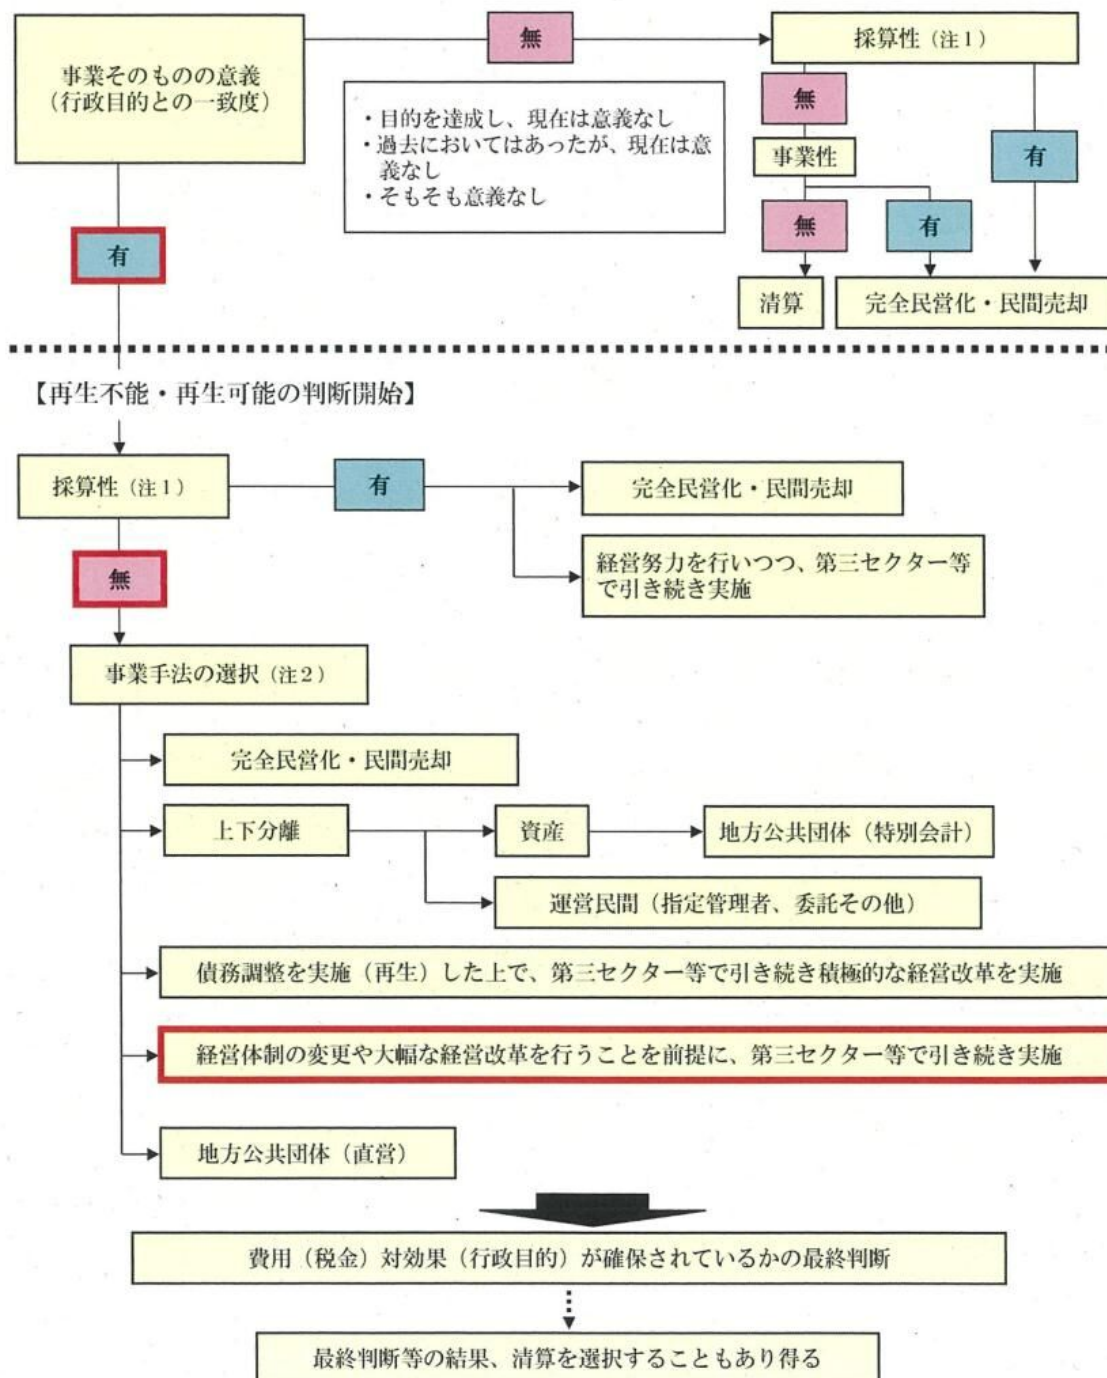 事業そのものの意義
（行政目的との一致度）
無
採算性（注１）
・目的を達成し、現在は意義なし
・過去においてはあったが、現在は意
義なし
・そもそも意義なし
無
有
事業性
無
有
有
清算
完全民営化・民間売却
【再生不能・再生可能の判断開始】
採算性（注１）
有
完全民営化・民間売却
経営努力を行いつつ、第三セクター等
で引き続き実施
無
事業手法の選択（注２）
完全民営化・民間売却
上下分離
資産
地方公共団体（特別会計）
運営民間（指定管理者、委託その他）
債務調整を実施（再生）した上で、第三セクター等で引き続き積極的な経営改革を実施
経営体制の変更や大幅な経営改革を行うことを前提に、第三セクター等で引き続き実施
地方公共団体（直営）
費用（税金）対効果（行政目的）が確保されているかの最終判断
最終判断等の結果、清算を選択することもあり得る